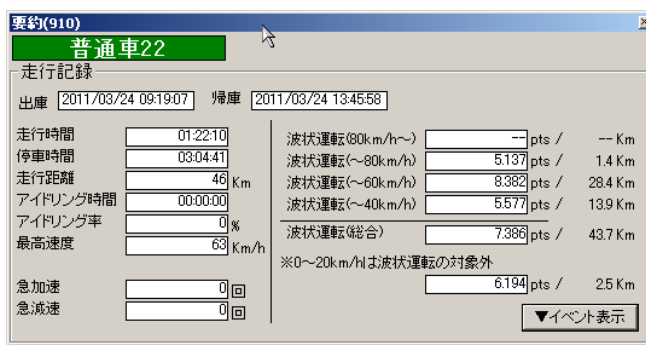 要約(910)
普通車22
走行記録
出庫 2011/03/24 09:19:07 帰庫 2011/03/24 13:45:58
走行時間 01:22:10
停車時間 03:04:41
走行距離 46 Km
アイドリング時間 00:00:00
アイドリング率 0 %
最高速度 63 Km/h
急加速 0 回
急減速 0 回
波状運転(80km/h～) -- pts / -- Km
波状運転(～80km/h) 5.137 pts / 1.4 Km
波状運転(～60km/h) 8.382 pts / 28.4 Km
波状運転(～40km/h) 5.577 pts / 13.9 Km
波状運転(総合) 7.386 pts / 43.7 Km
※0～20km/hは波状運転の対象外
6.194 pts / 2.5 Km
▼イベント表示